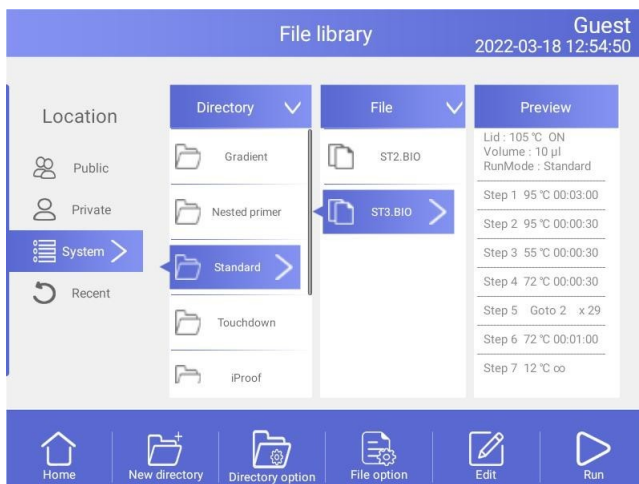 File library
Guest
2022-03-18 12:54:50
Location
Public
Private
System
Recent
Directory
Gradient
Nested primer
Standard
Touchdown
iProof
File
ST2.BIO
ST3.BIO
Preview
Lid : 105 ℃ ON
Volume : 10 µl
RunMode : Standard
Step 1 95 ℃ 00:03:00
Step 2 95 ℃ 00:00:30
Step 3 55 ℃ 00:00:30
Step 4 72 ℃ 00:00:30
Step 5 Goto 2 x 29
Step 6 72 ℃ 00:01:00
Step 7 12 ℃ ∞
Home
New directory
Directory option
File option
Edit
Run